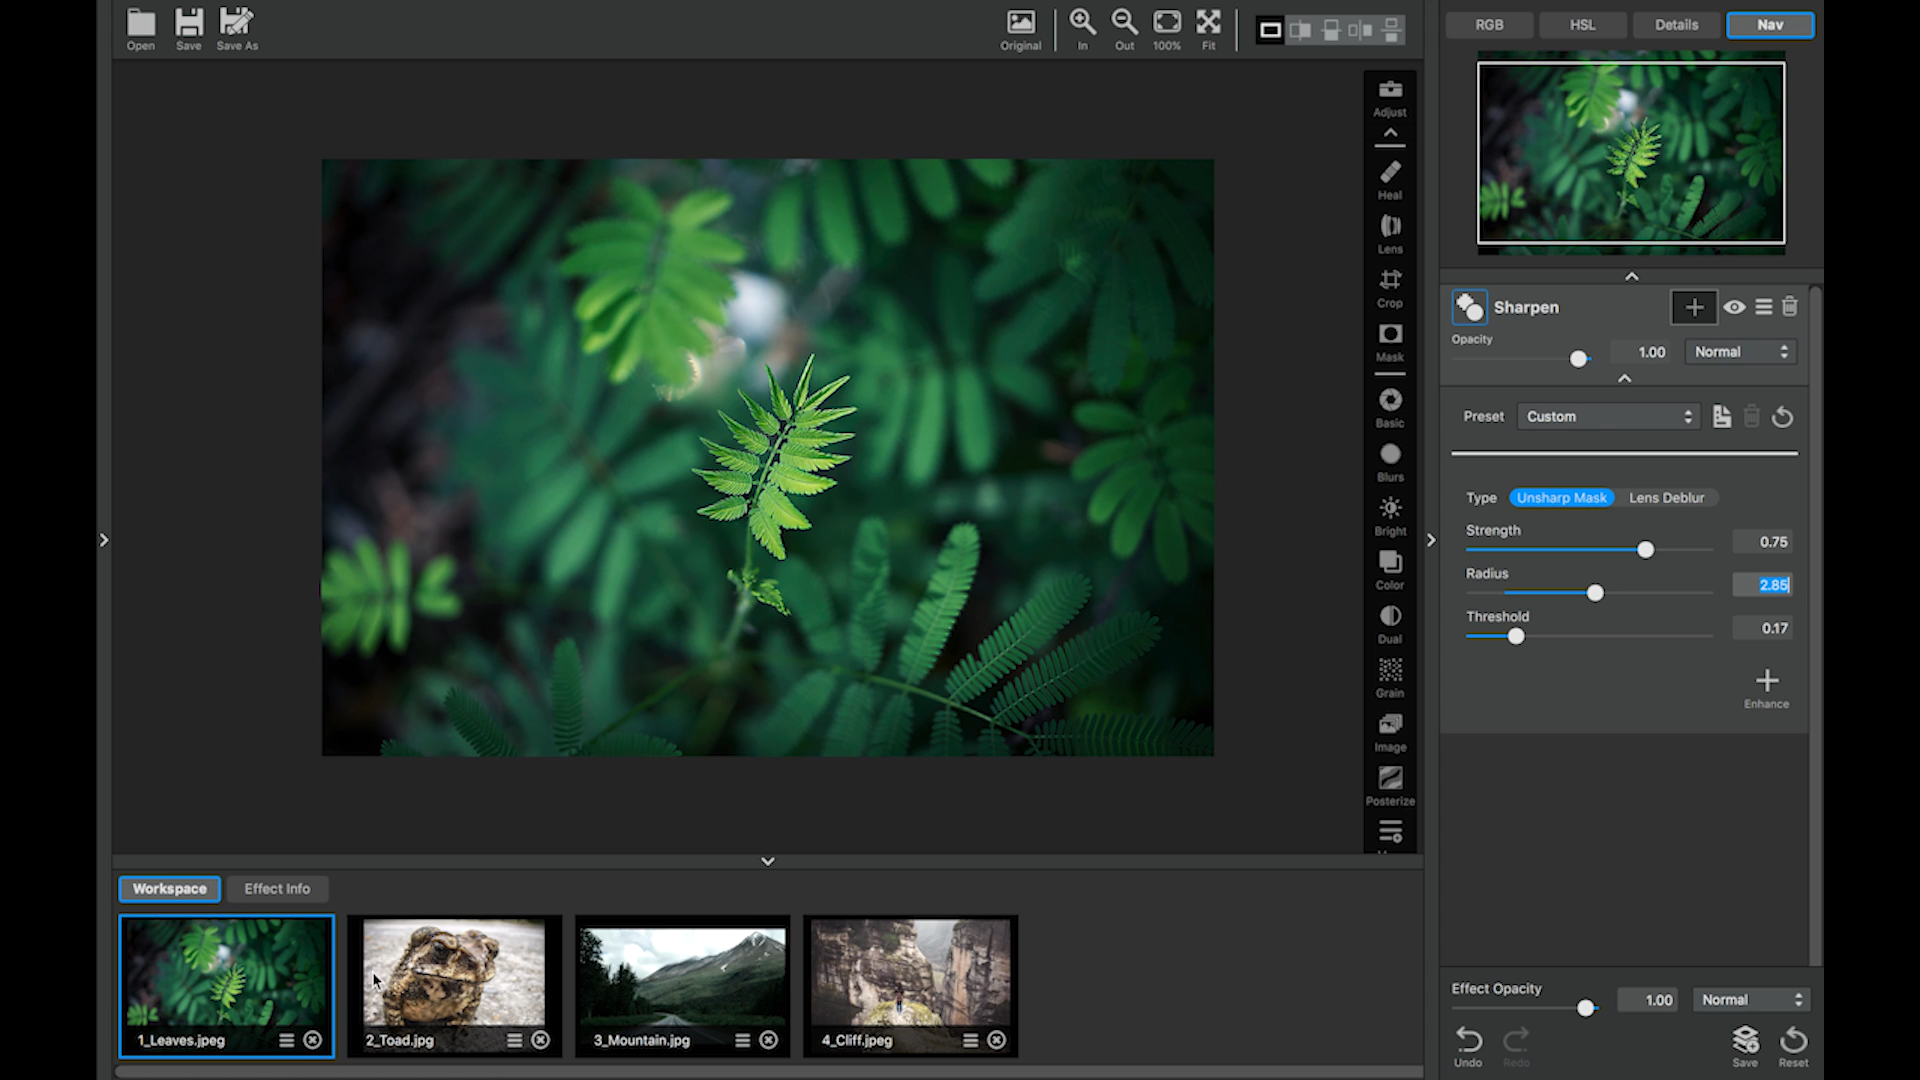 Open Save Save As Original In Out 100% Fit
RGB HSL Details Nav
Adjust
Heal
Lens
Crop
Mask
Basic
Blurs
Bright
Color
Dual
Grain
Image
Posterize
Sharpen
Opacity 1.00 Normal
Preset Custom
Type Unsharp Mask Lens Deblur
Strength 0.75
Radius 2.85
Threshold 0.17
Enhance
Workspace Effect Info
1_Leaves.jpeg 2_Toad.jpg 3_Mountain.jpg 4_Cliff.jpeg
Effect Opacity 1.00 Normal
Undo Redo Save Reset